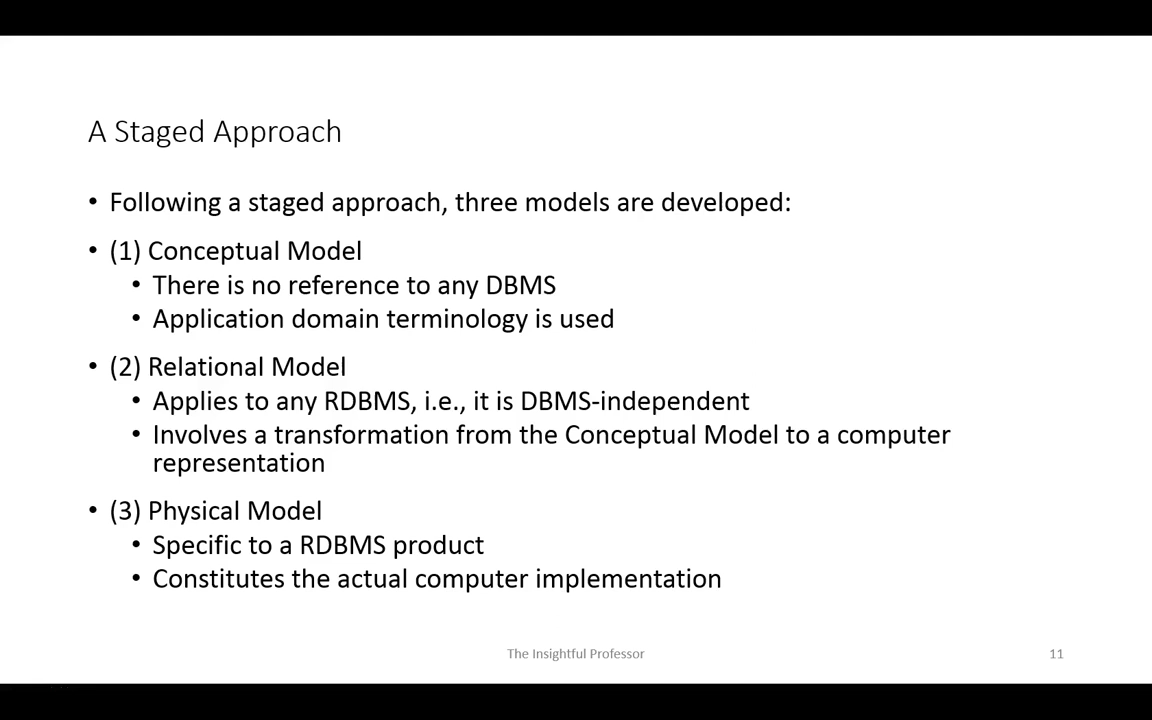 A Staged Approach
• Following a staged approach, three models are developed:
• (1) Conceptual Model
• There is no reference to any DBMS
• Application domain terminology is used
• (2) Relational Model
• Applies to any RDBMS, i.e., it is DBMS-independent
• Involves a transformation from the Conceptual Model to a computer
representation
• (3) Physical Model
• Specific to a RDBMS product
• Constitutes the actual computer implementation
The Insightful Professor
11